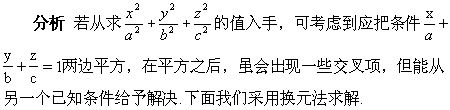 分析 若从求x²/a²+y²/b²+z²/c²的值入手,可考虑到应把条件x/a+
y/b+z/c=1两边平方，在平方之后，虽会出现一些交叉项，但能从
另一个已知条件给予解决.下面我们采用换元法求解.